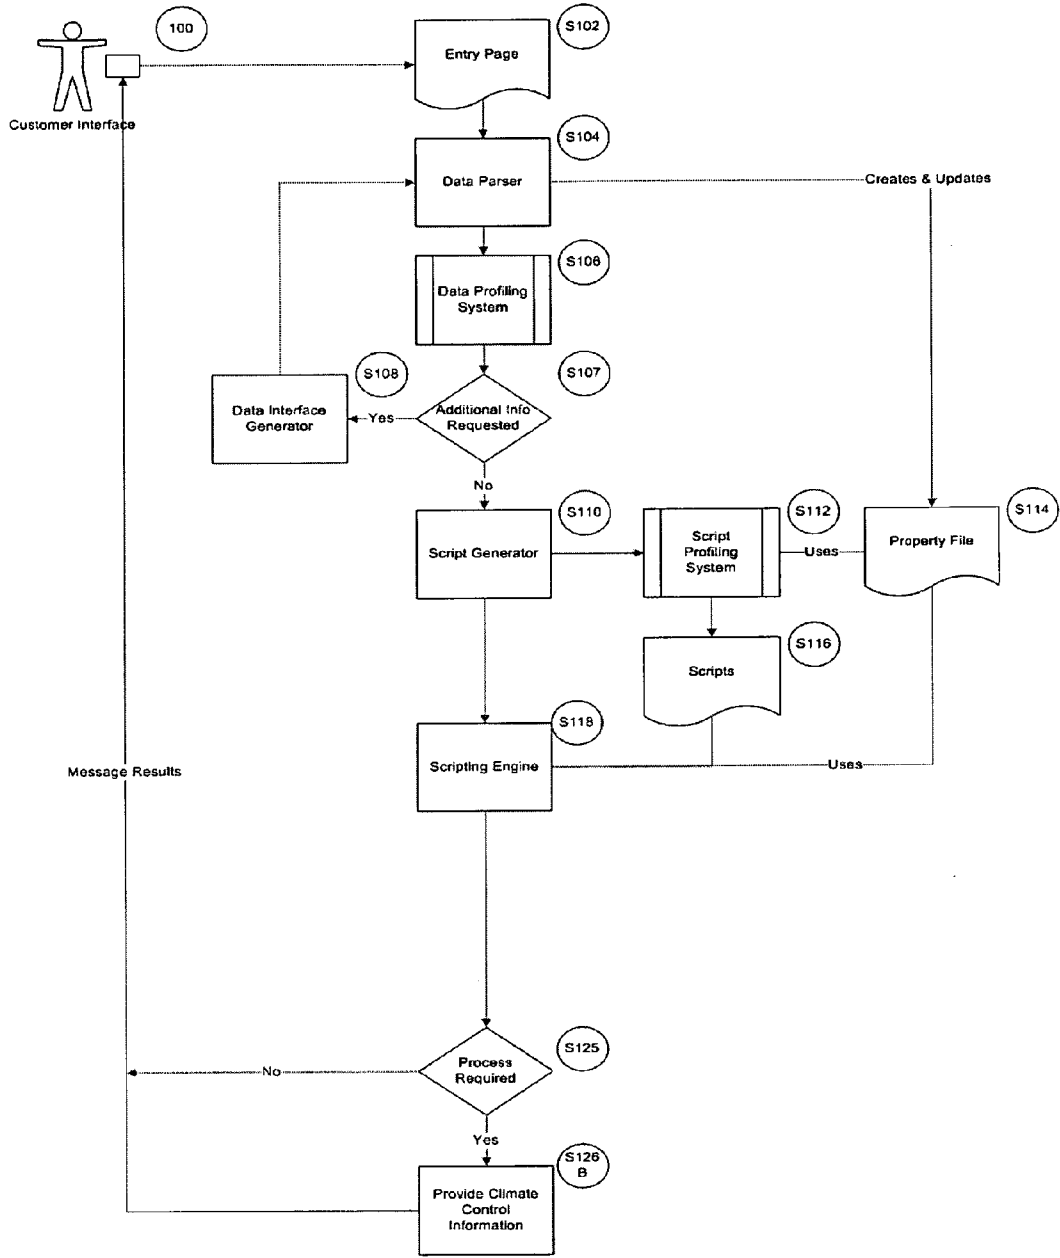 100
S102
Entry Page
Customer Interface
S104
Data Parser
Creates & Updates
S106
Data Profiling
System
S108
S107
Data Interface
Generator
Yes
Additional Info
Requested
No
S110
S112
S114
Script Generator
Script
Profiling
System
Uses
Property File
S116
Scripts
S118
Scripting Engine
Uses
Message Results
S125
Process
Required
No
Yes
S126
B
Provide Climate
Control
Information